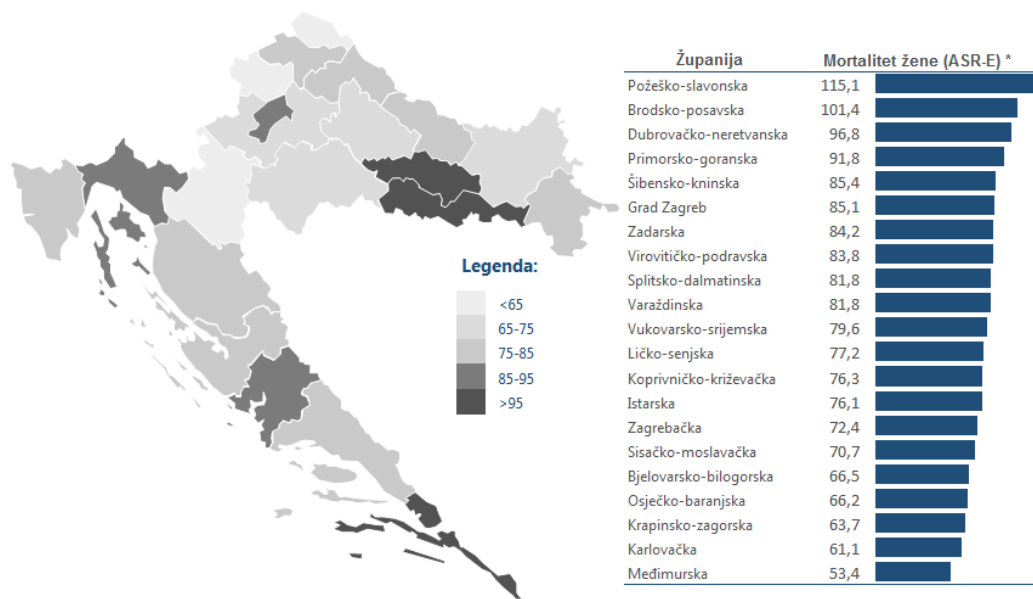 Županija Mortalitet žene (ASR-E) *
Požeško-slavonska 115,1
Brodsko-posavska 101,4
Dubrovačko-neretvanska 96,8
Primorsko-goranska 91,8
Šibensko-kninska 85,4
Grad Zagreb 85,1
Zadarska 84,2
Virovitičko-podravska 83,8
Splitsko-dalmatinska 81,8
Varaždinska 81,8
Vukovarsko-srijemska 79,6
Ličko-senjska 77,2
Koprivničko-križevačka 76,3
Istarska 76,1
Zagrebačka 72,4
Sisačko-moslavačka 70,7
Bjelovarsko-bilogorska 66,5
Osječko-baranjska 66,2
Krapinsko-zagorska 63,7
Karlovačka 61,1
Međimurska 53,4
Legenda:
<65
65-75
75-85
85-95
>95